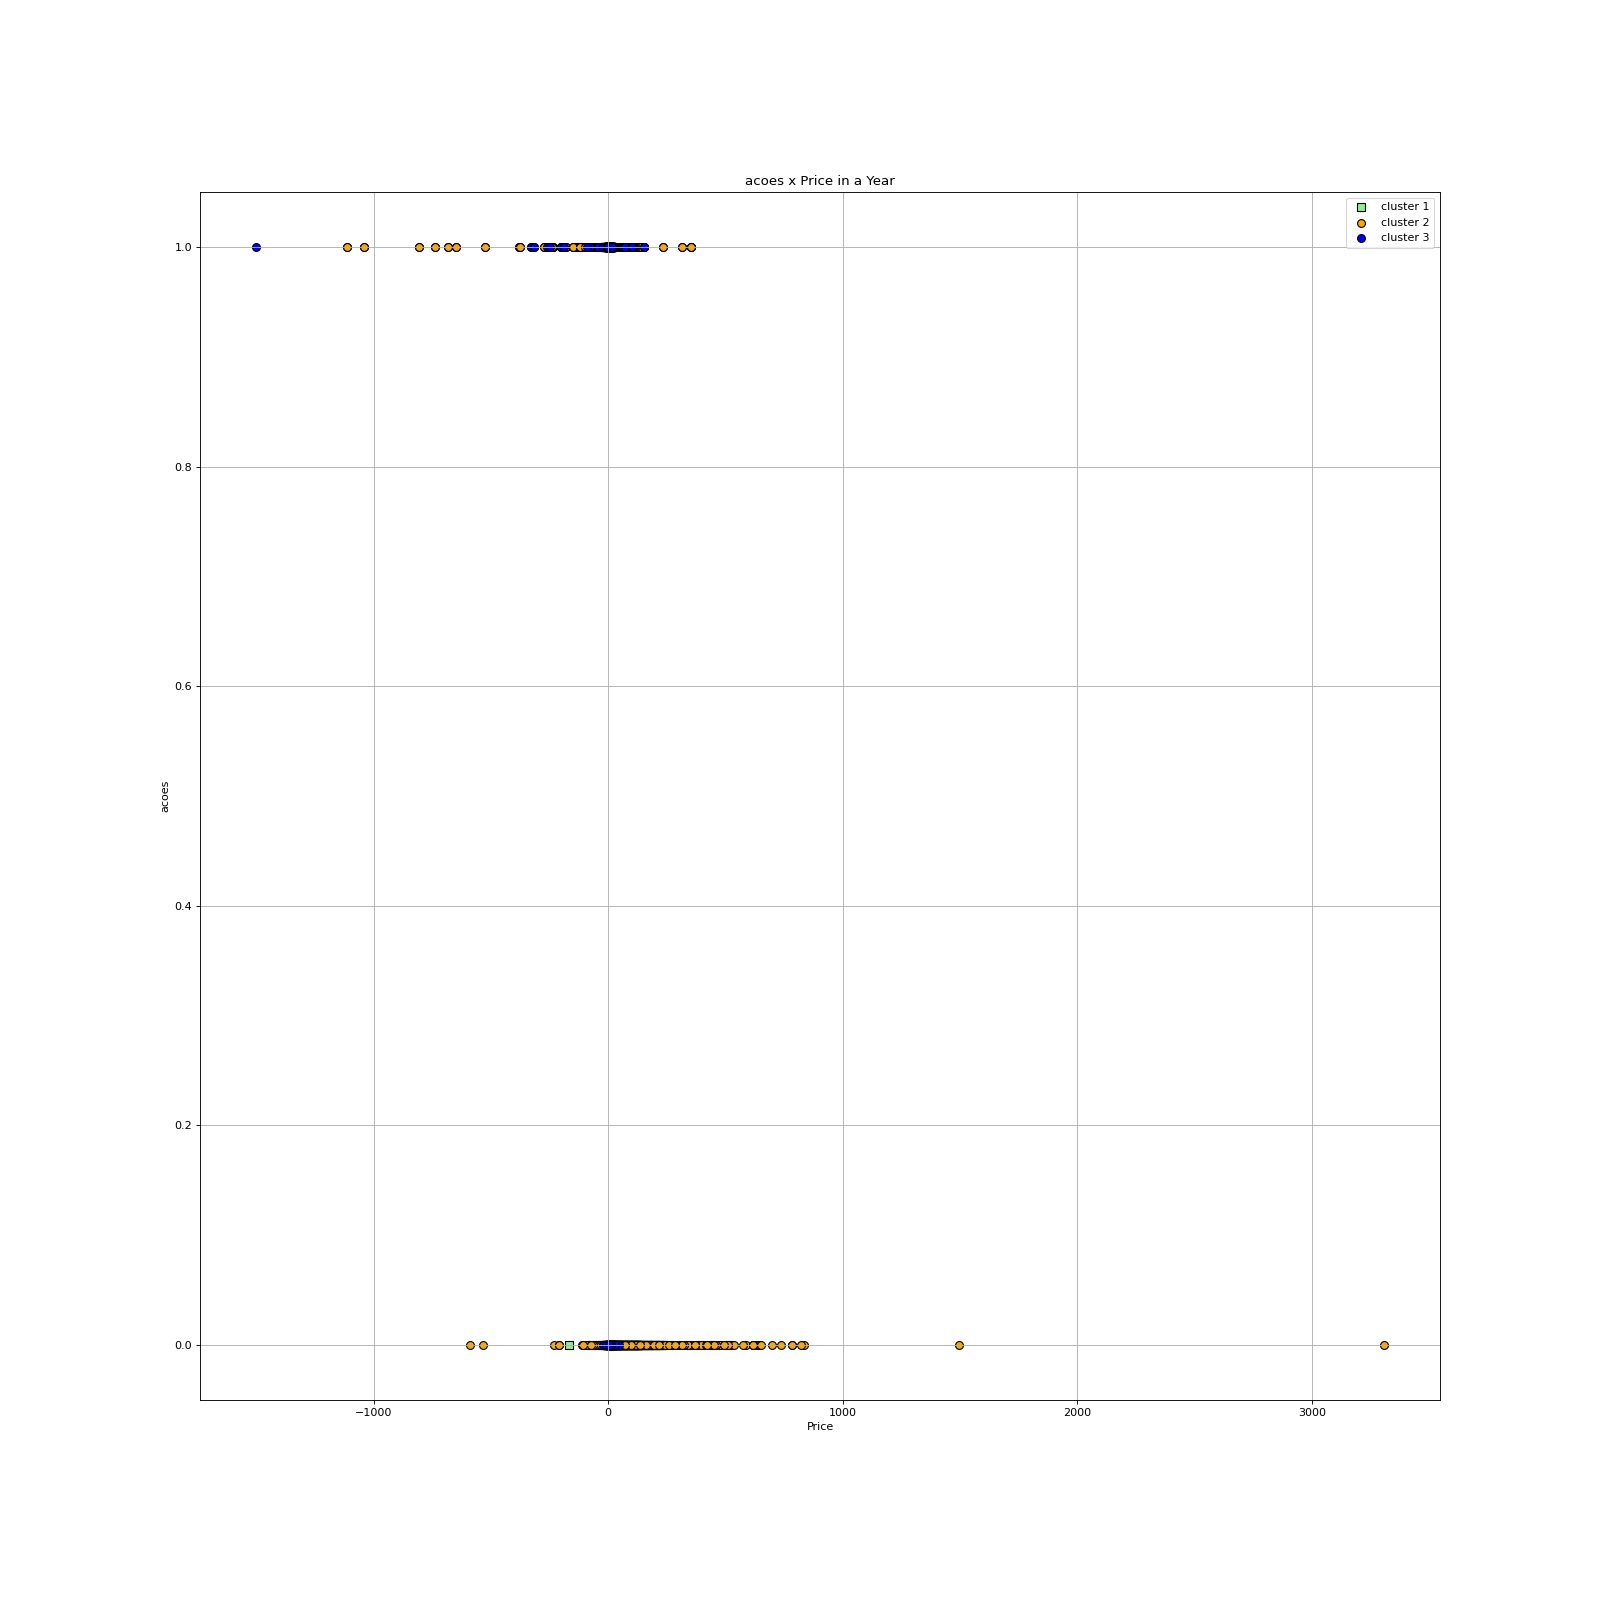 acoes x Price in a Year
cluster 1
cluster 2
cluster 3
1.0
0.8
0.6
0.4
0.2
0.0
acoes
−1000
0
1000
2000
3000
Price